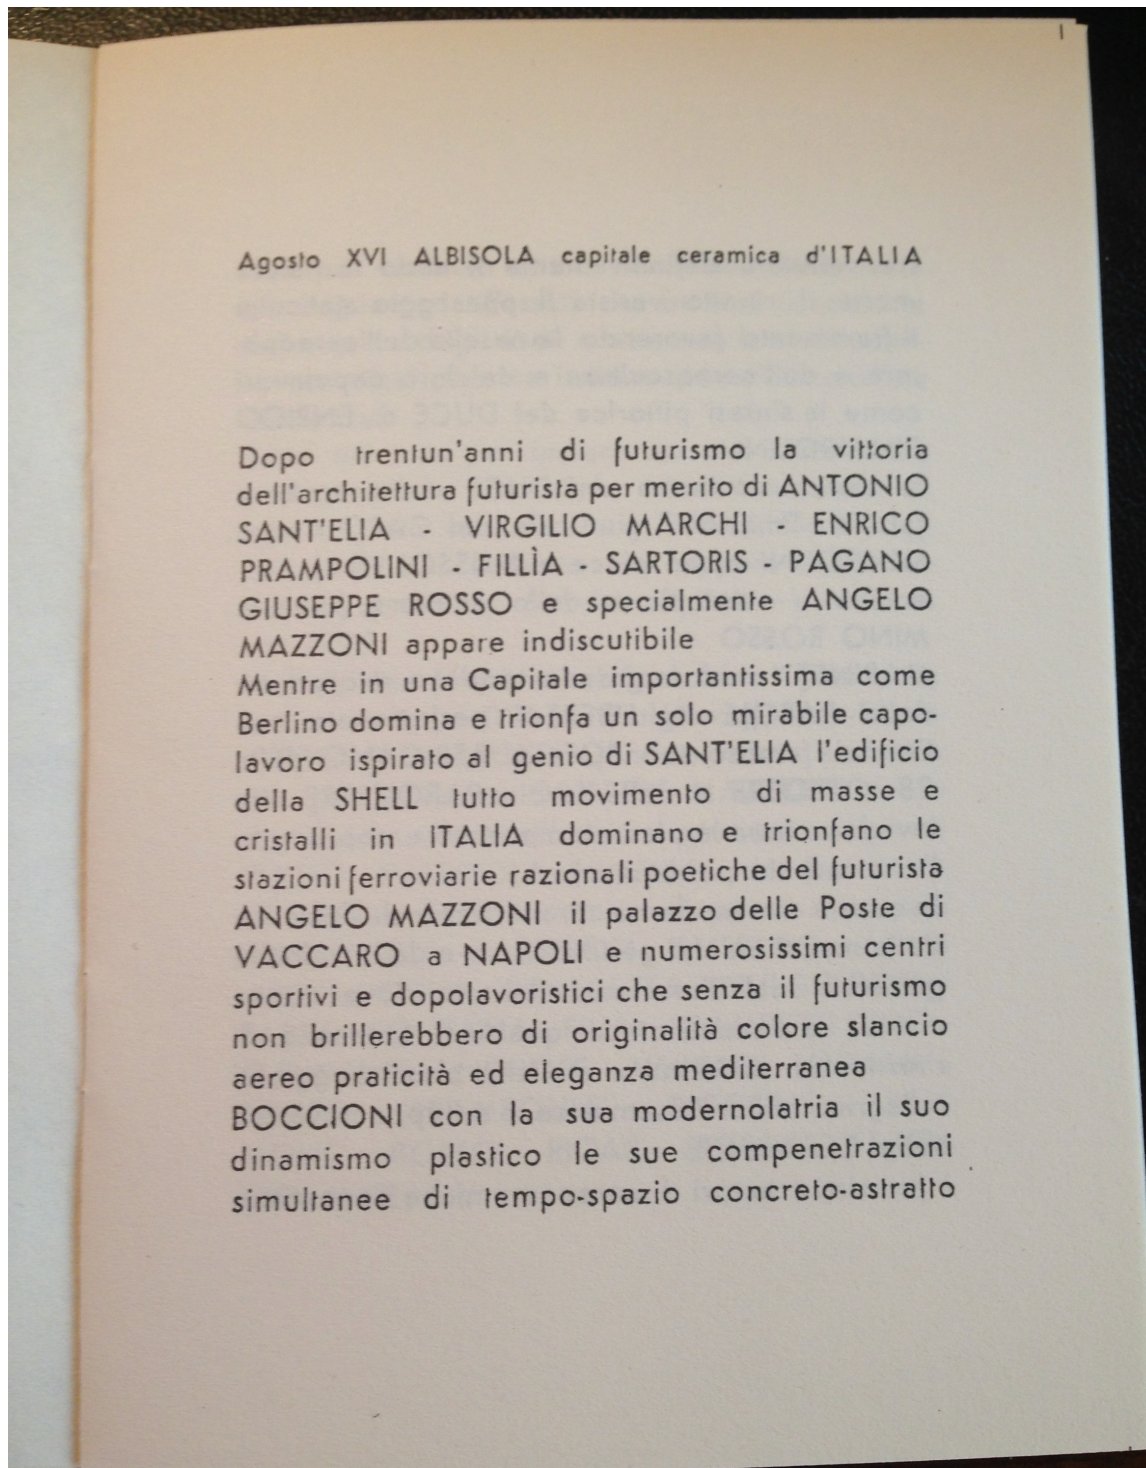 Agosto XVI ALBISOLA capitale ceramica d'ITALIA
Dopo trentun'anni di futurismo la vittoria
dell'architettura futurista per merito di ANTONIO
SANT'ELIA - VIRGILIO MARCHI - ENRICO
PRAMPOLINI - FILLÌA - SARTORIS - PAGANO
GIUSEPPE ROSSO e specialmente ANGELO
MAZZONI appare indiscutibile
Mentre in una Capitale importantissima come
Berlino domina e trionfa un solo mirabile capo-
lavoro ispirato al genio di SANT'ELIA l'edificio
della SHELL tutto movimento di masse e
cristalli in ITALIA dominano e trionfano le
stazioni ferroviarie razionali poetiche del futurista
ANGELO MAZZONI il palazzo delle Poste di
VACCARO a NAPOLI e numerosissimi centri
sportivi e dopolavoristici che senza il futurismo
non brillerebbero di originalità colore slancio
aereo praticità ed eleganza mediterranea
BOCCIONI con la sua modernolatria il suo
dinamismo plastico le sue compenetrazioni
simultanee di tempo-spazio concreto-astratto